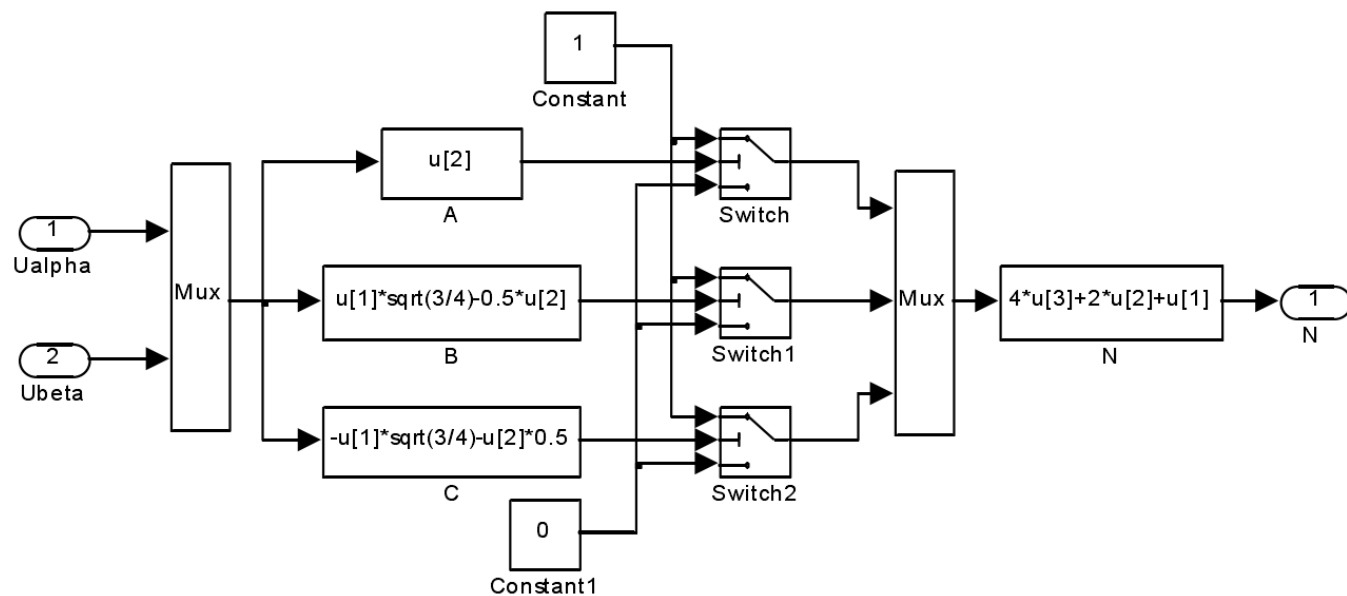 1
Constant
u[2]
A
Switch
1
Ualpha
Mux
u[1]*sqrt(3/4)-0.5*u[2]
B
Switch1
Mux
4*u[3]+2*u[2]+u[1]
N
1
N
2
Ubeta
-u[1]*sqrt(3/4)-u[2]*0.5
C
Switch2
0
Constant1